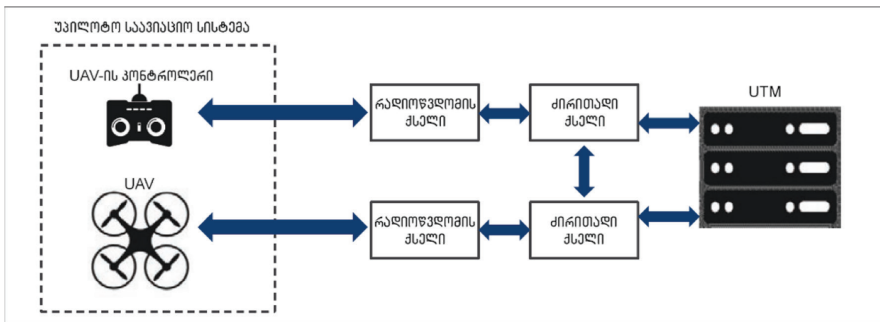 უპილოტო საავიაციო სისტემა
UAV-ის კონტროლერი
რადიოწვდომის
ქსელი
ძირითადი
ქსელი
UTM
UAV
რადიოწვდომის
ქსელი
ძირითადი
ქსელი